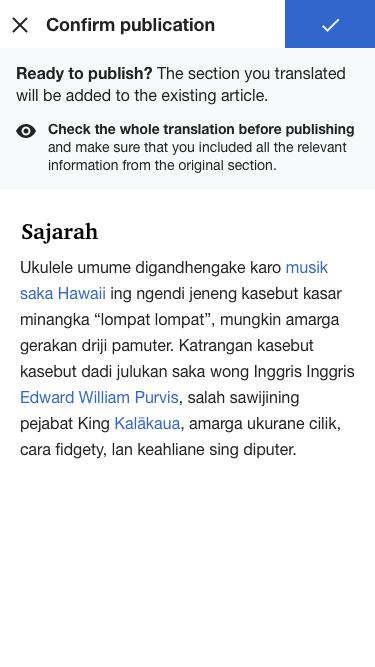 Confirm publication
Ready to publish? The section you translated
will be added to the existing article.
Check the whole translation before publishing
and make sure that you included all the relevant
information from the original section.
Sajarah
Ukulele umume digandhengake karo musik
saka Hawaii ing ngendi jeneng kasebut kasar
minangka “lompat lompat”, mungkin amarga
gerakan driji pamuter. Katrangan kasebut
kasebut dadi julukan saka wong Inggris Inggris
Edward William Purvis, salah sawijining
pejabat King Kalākaua, amarga ukurane cilik,
cara fidgety, lan keahliane sing diputer.